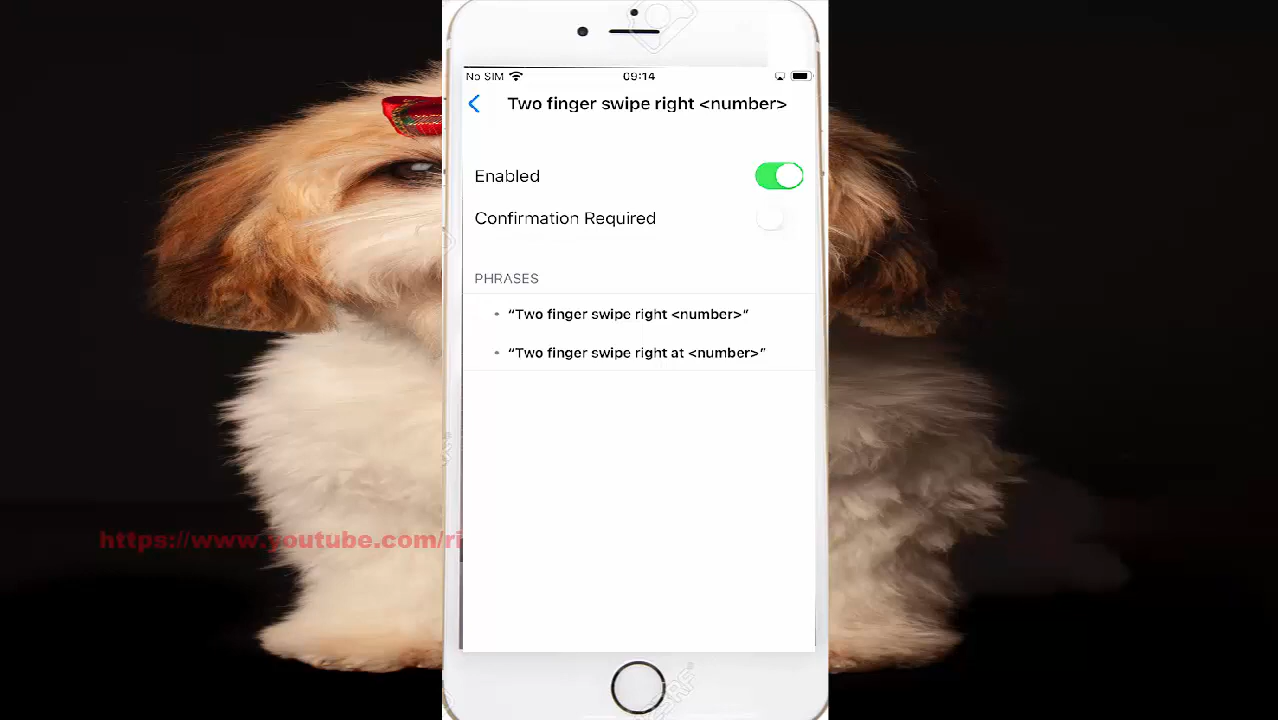 No SIM
09:14
Two finger swipe right <number>
Enabled
Confirmation Required
PHRASES
• “Two finger swipe right <number>”
• “Two finger swipe right at <number>”
https://www.youtube.com/ri